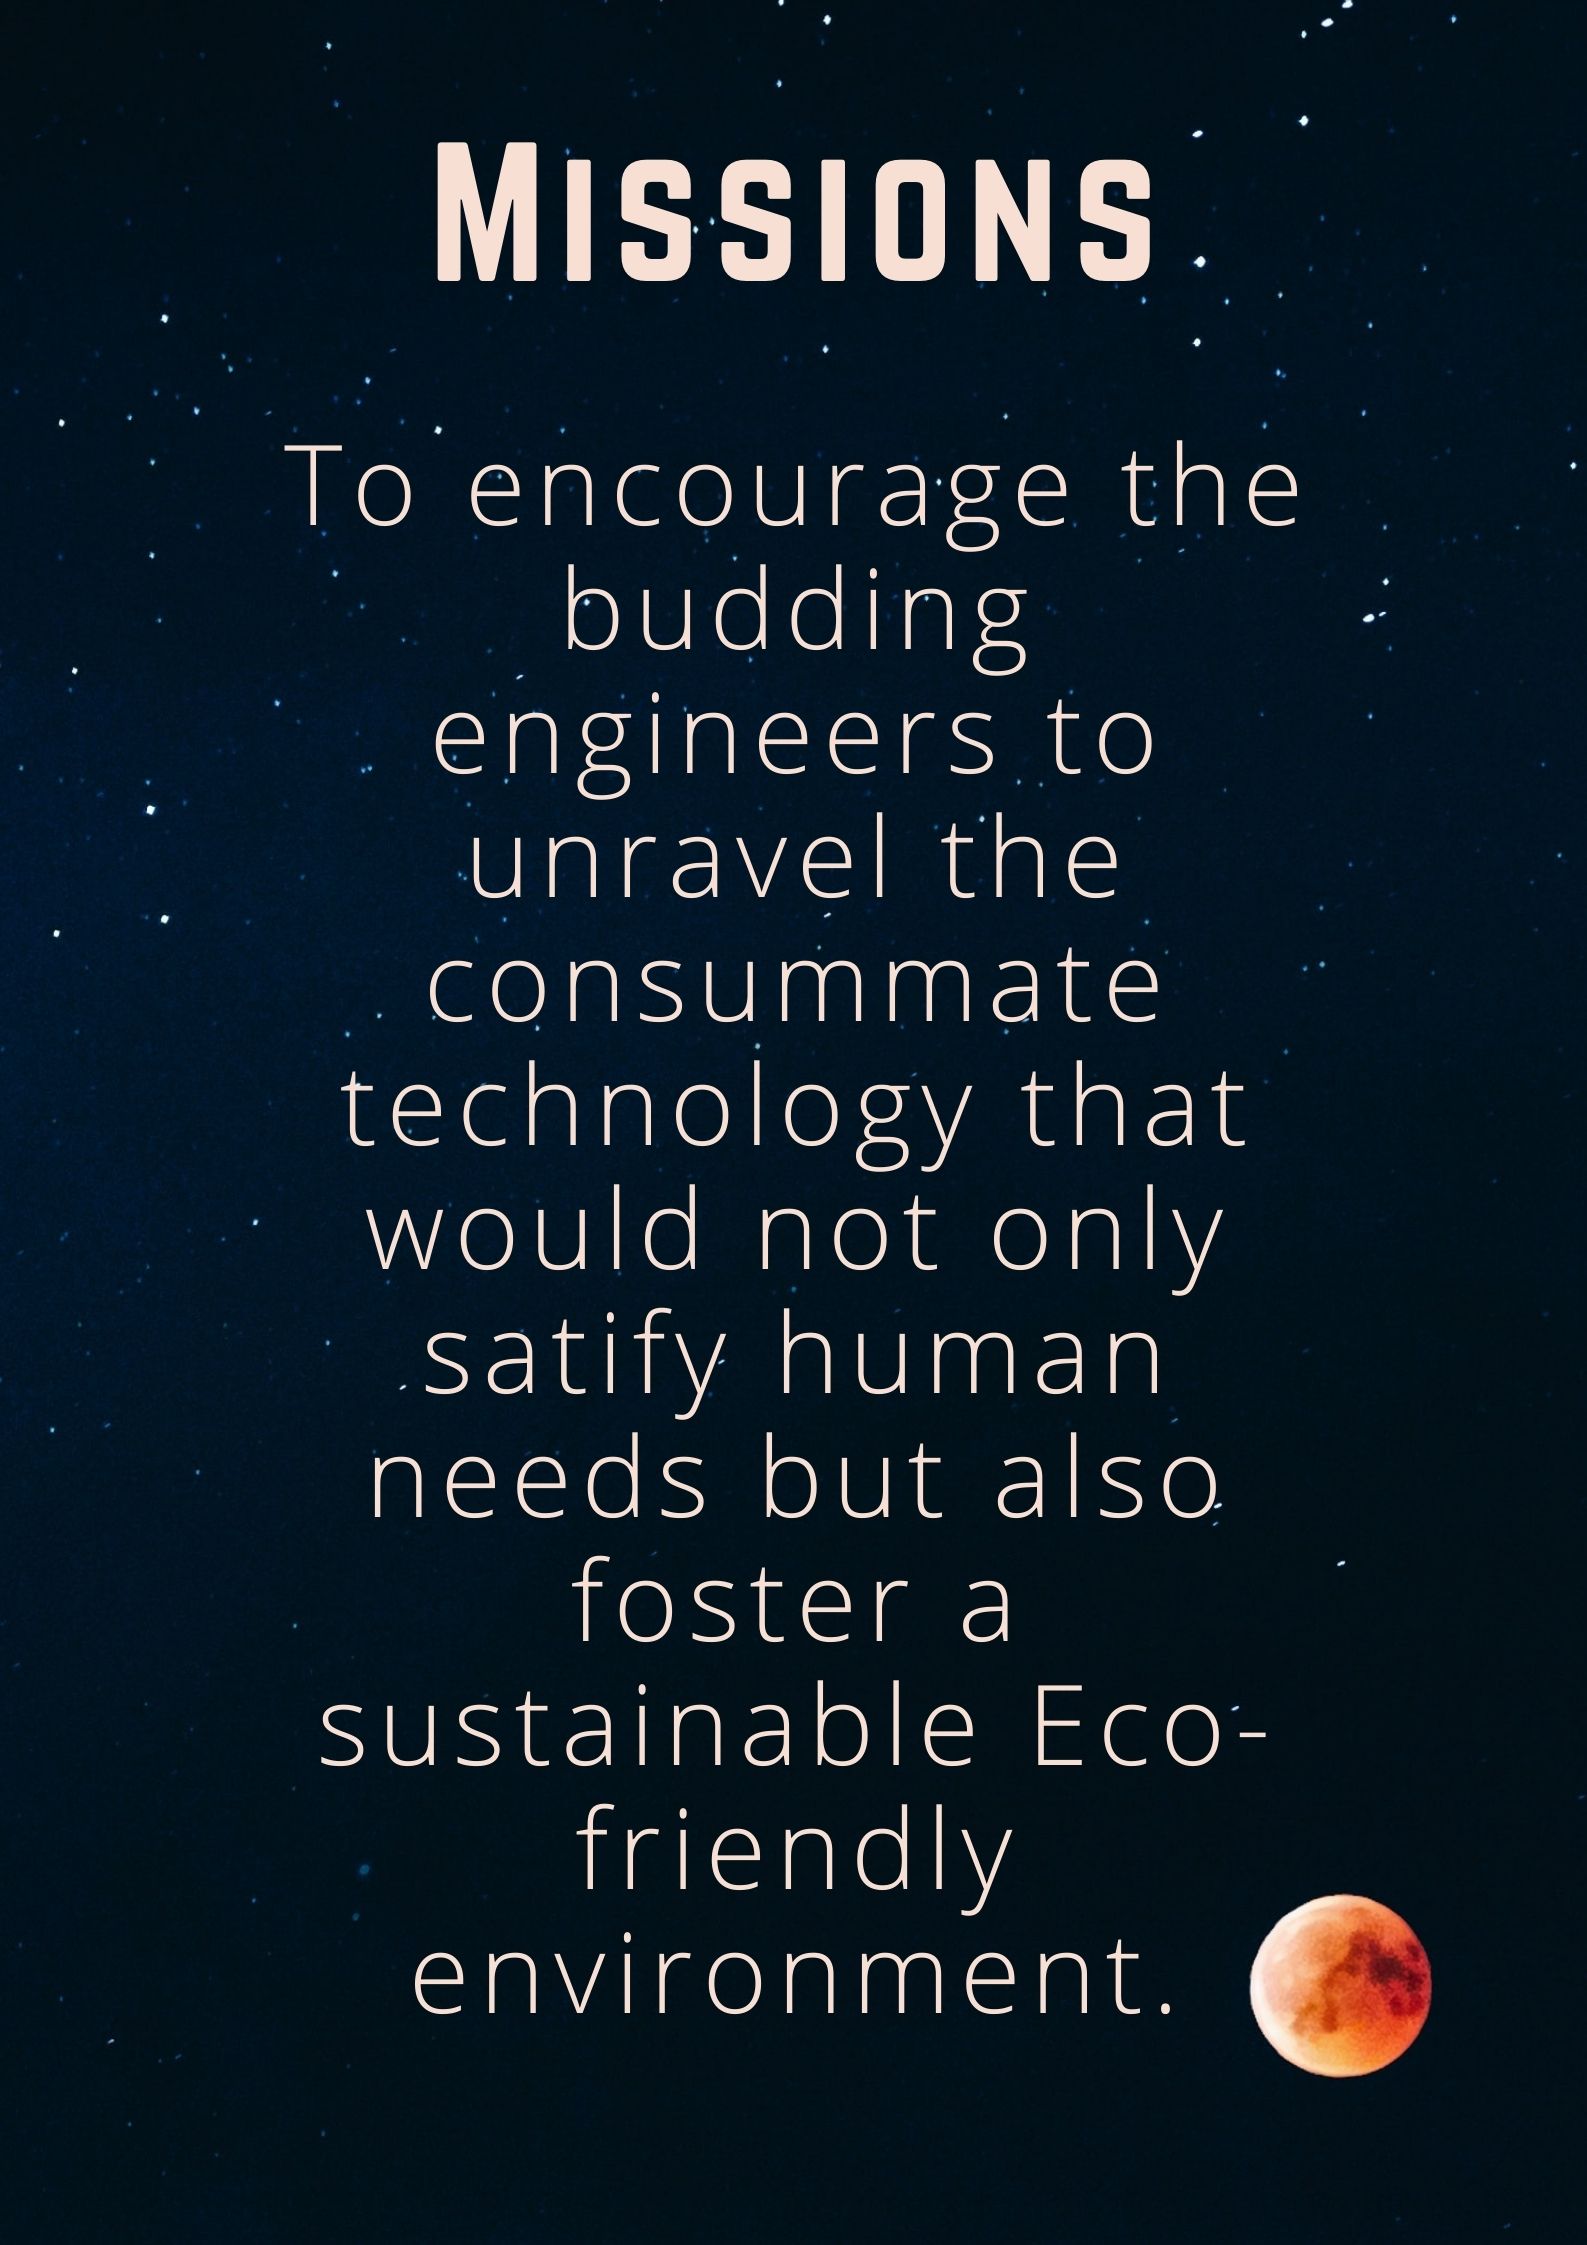 Missions
To encourage the
budding
engineers to
unravel the
consummate
technology that
would not only
satify human
needs but also
foster a
sustainable Eco-
friendly
environment.